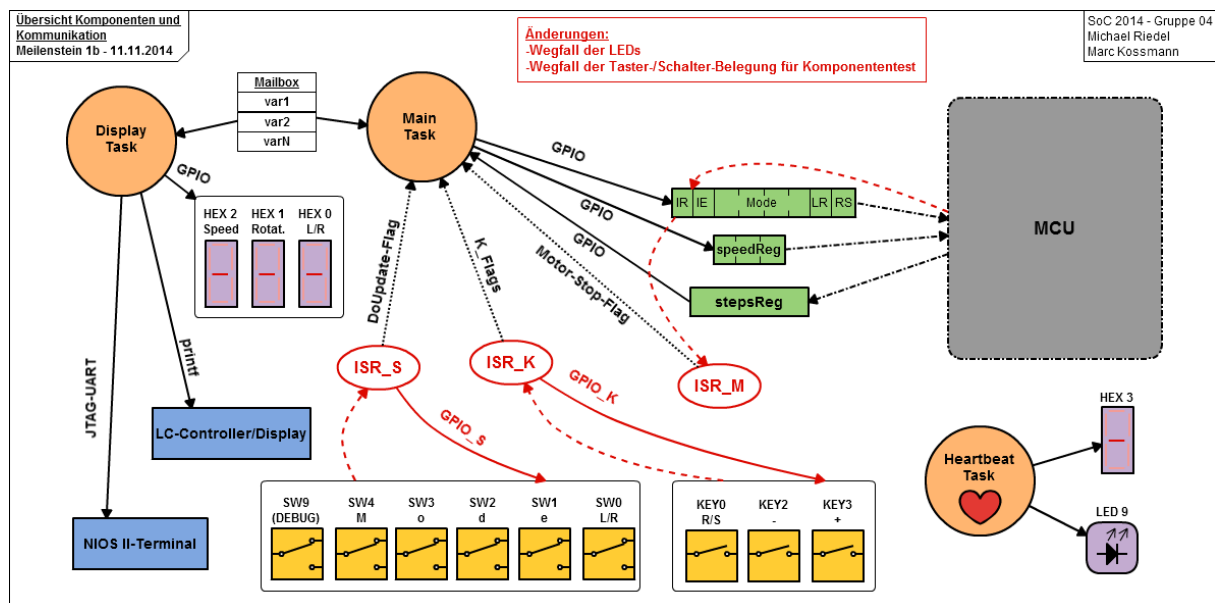 Übersicht Komponenten und
Kommunikation
Meilenstein 1b - 11.11.2014
Änderungen:
-Wegfall der LEDs
-Wegfall der Taster-/Schalter-Belegung für Komponententest
SoC 2014 - Gruppe 04
Michael Riedel
Marc Kossmann
Mailbox
var1
var2
varN
Display
Task
Main
Task
GPIO
GPIO
GPIO
GPIO
IR IE Mode LR RS
speedReg
stepsReg
MCU
HEX 2
Speed
HEX 1
Rotat.
HEX 0
L/R
DoUpdate-Flag
K_Flags
Motor-Stop-Flag
JTAG-UART
printf
ISR_S
ISR_K
ISR_M
GPIO_S
GPIO_K
LC-Controller/Display
NIOS II-Terminal
SW9
(DEBUG)
SW4
M
SW3
o
SW2
d
SW1
e
SW0
L/R
KEY0
R/S
KEY2
-
KEY3
+
Heartbeat
Task
HEX 3
LED 9